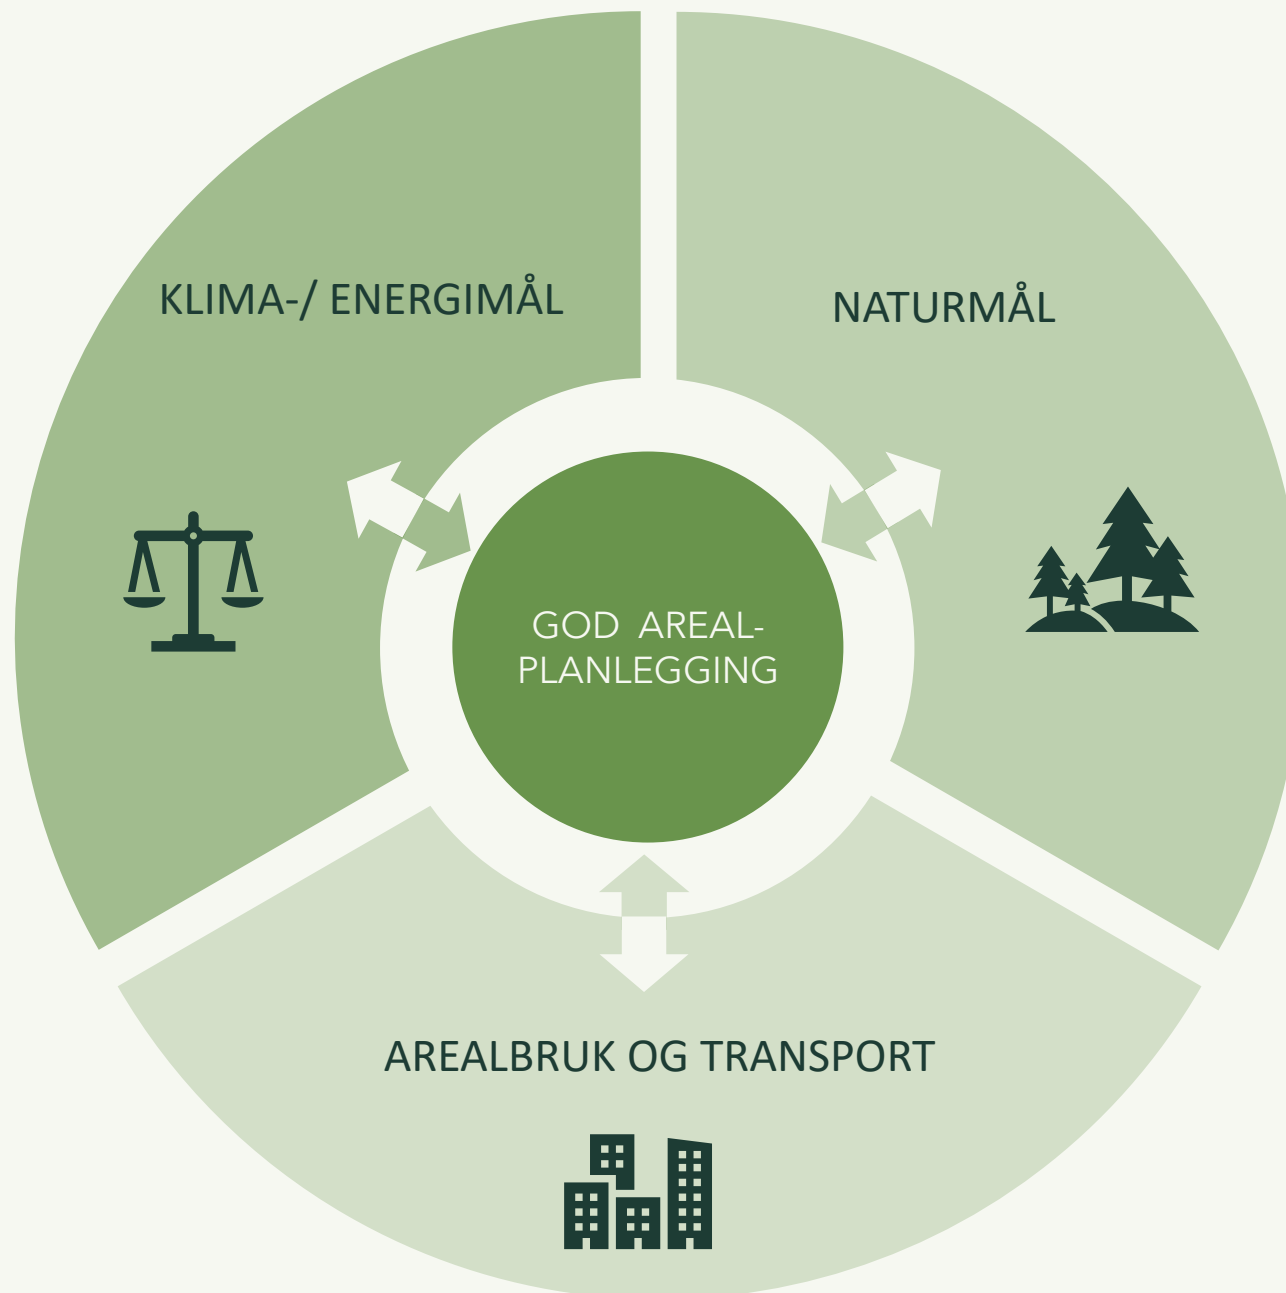 KLIMA-/ ENERGIMÅL
NATURMÅL
GOD AREAL-
PLANLEGGING
AREALBRUK OG TRANSPORT